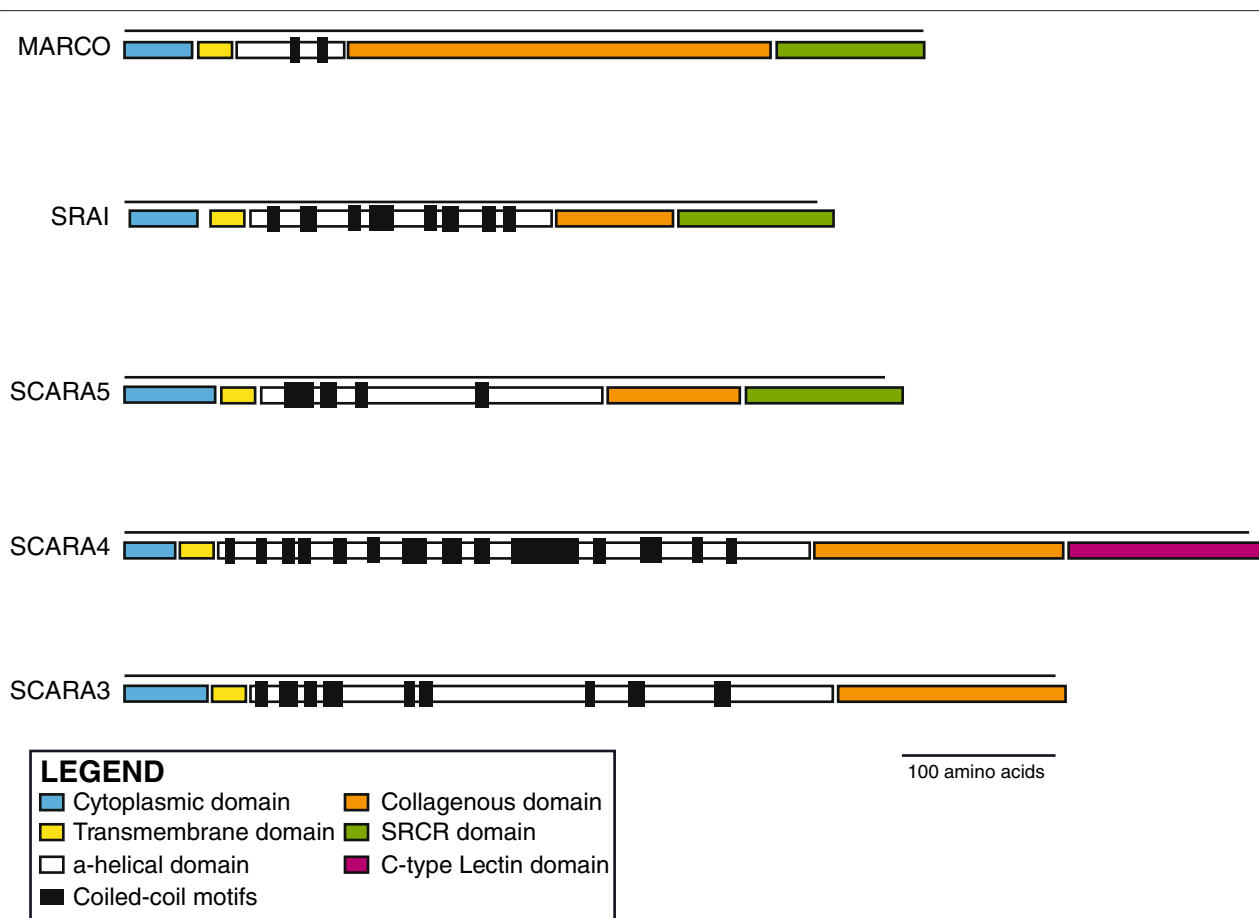 MARCO
SRAI
SCARA5
SCARA4
SCARA3
100 amino acids
LEGEND
Cytoplasmic domain
Transmembrane domain
a-helical domain
Coiled-coil motifs
Collagenous domain
SRCR domain
C-type Lectin domain